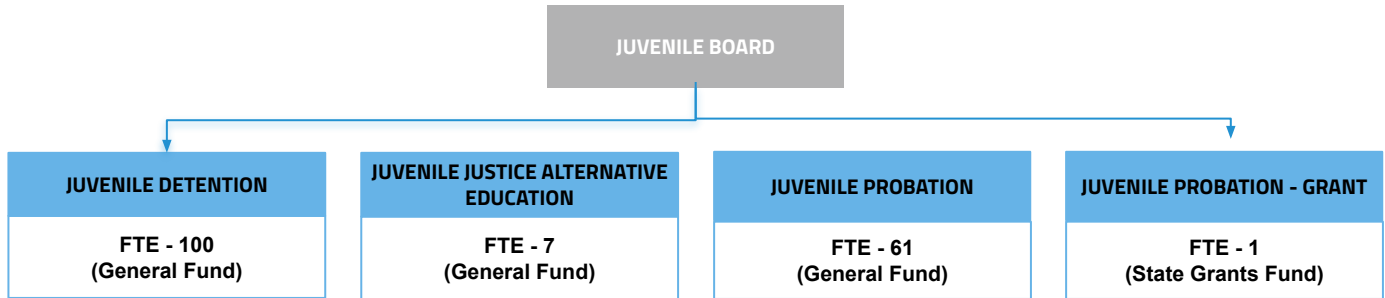 JUVENILE BOARD
JUVENILE DETENTION
FTE - 100
(General Fund)
JUVENILE JUSTICE ALTERNATIVE
EDUCATION
FTE - 7
(General Fund)
JUVENILE PROBATION
FTE - 61
(General Fund)
JUVENILE PROBATION - GRANT
FTE - 1
(State Grants Fund)